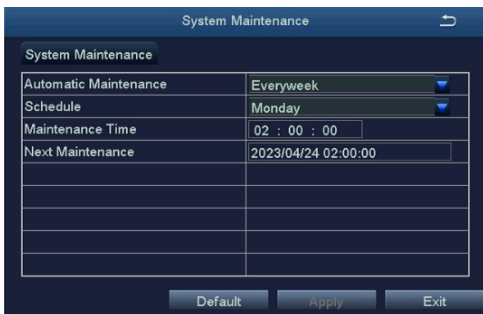 System Maintenance
System Maintenance
Automatic Maintenance Everyweek
Schedule Monday
Maintenance Time 02 : 00 : 00
Next Maintenance 2023/04/24 02:00:00
Default Apply Exit